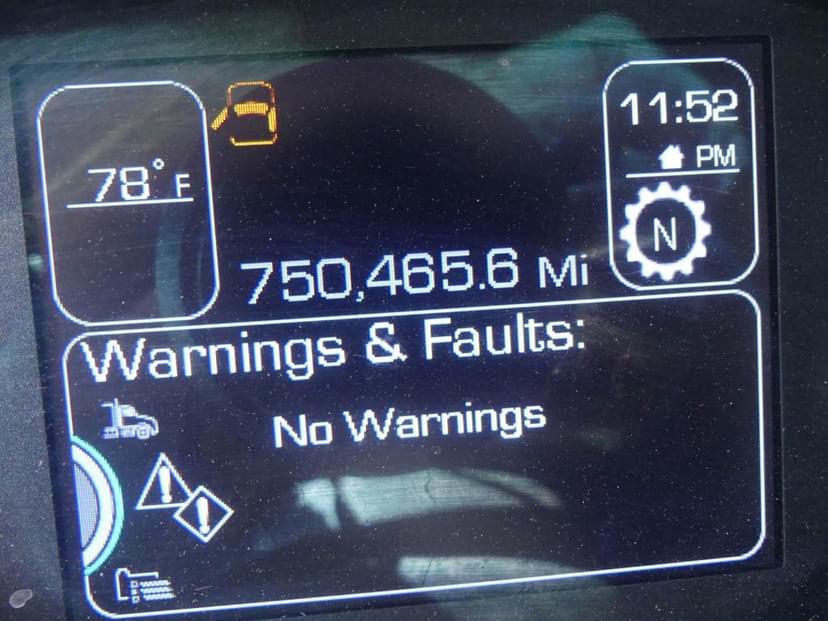 78°F
11:52
PM
N
750,465.6 Mi
Warnings & Faults:
No Warnings